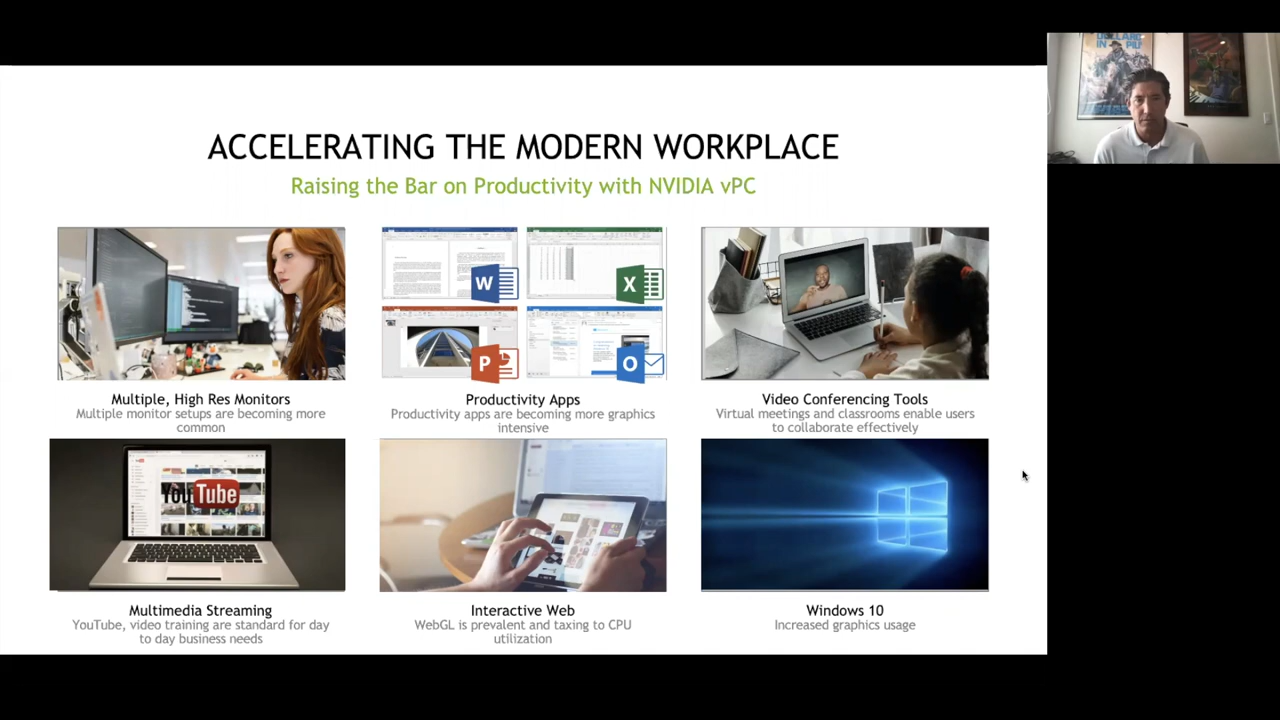 DOLLARS
IN
ACCELERATING THE MODERN WORKPLACE
Raising the Bar on Productivity with NVIDIA vPC
W
X
P
O
Multiple, High Res Monitors
Multiple monitor setups are becoming more
common
Productivity Apps
Productivity apps are becoming more graphics
intensive
Video Conferencing Tools
Virtual meetings and classrooms enable users
to collaborate effectively
YouTube
Multimedia Streaming
YouTube, video training are standard for day
to day business needs
Interactive Web
WebGL is prevalent and taxing to CPU
utilization
Windows 10
Increased graphics usage